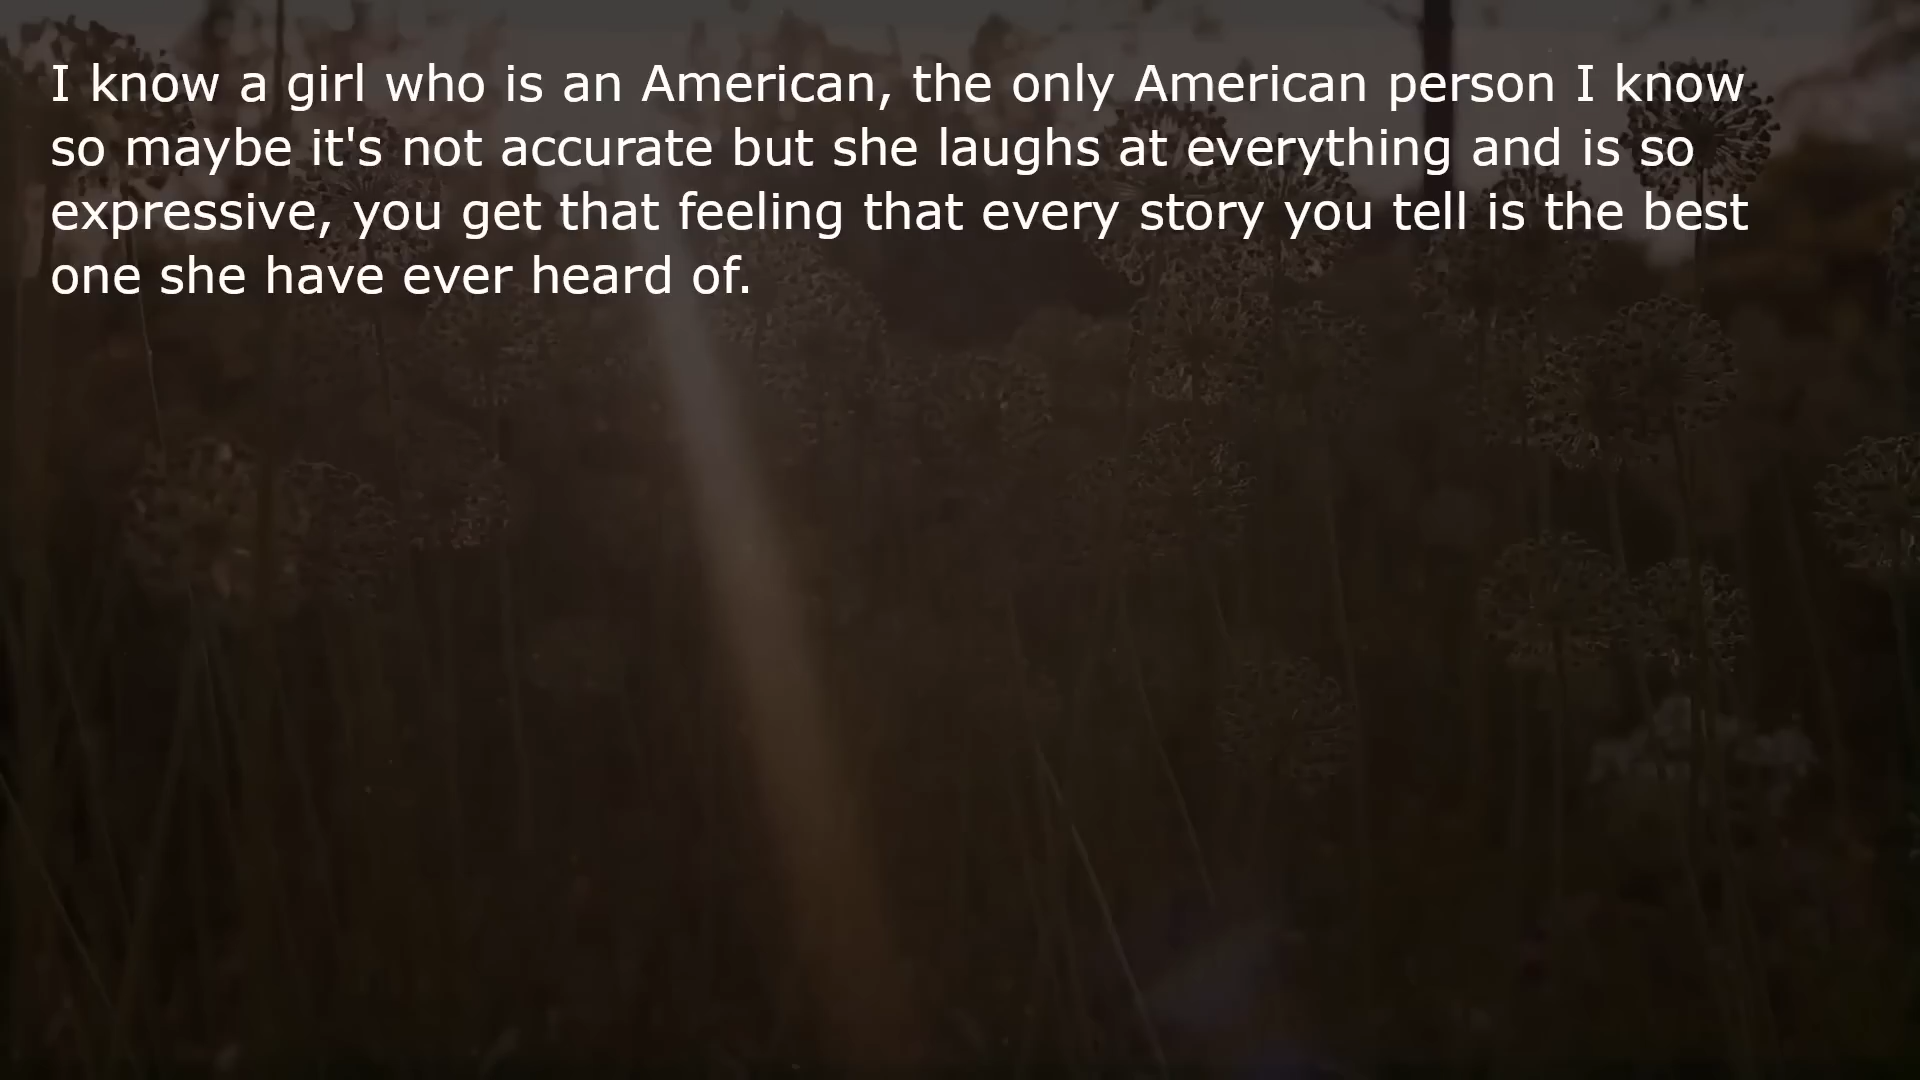 I know a girl who is an American, the only American person I know
so maybe it's not accurate but she laughs at everything and is so
expressive, you get that feeling that every story you tell is the best
one she have ever heard of.